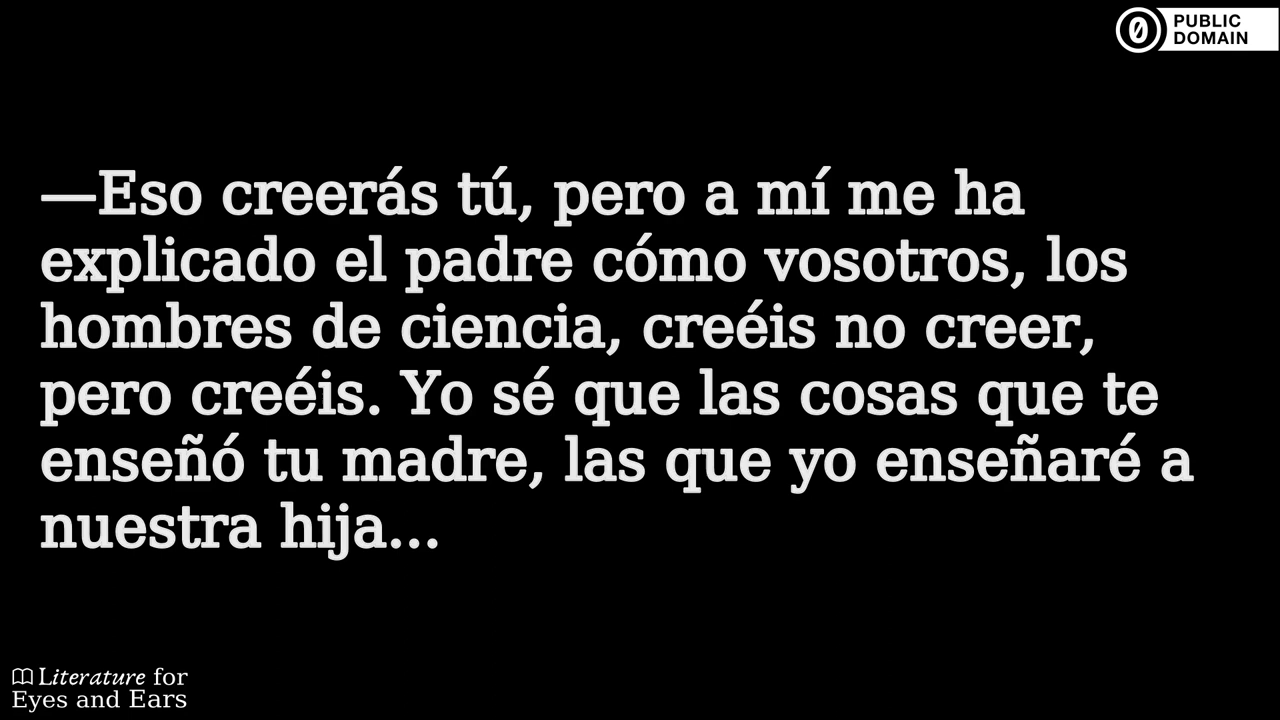 PUBLIC
DOMAIN
—Eso creerás tú, pero a mí me ha
explicado el padre cómo vosotros, los
hombres de ciencia, creéis no creer,
pero creéis. Yo sé que las cosas que te
enseñó tu madre, las que yo enseñaré a
nuestra hija...
Literature for
Eyes and Ears